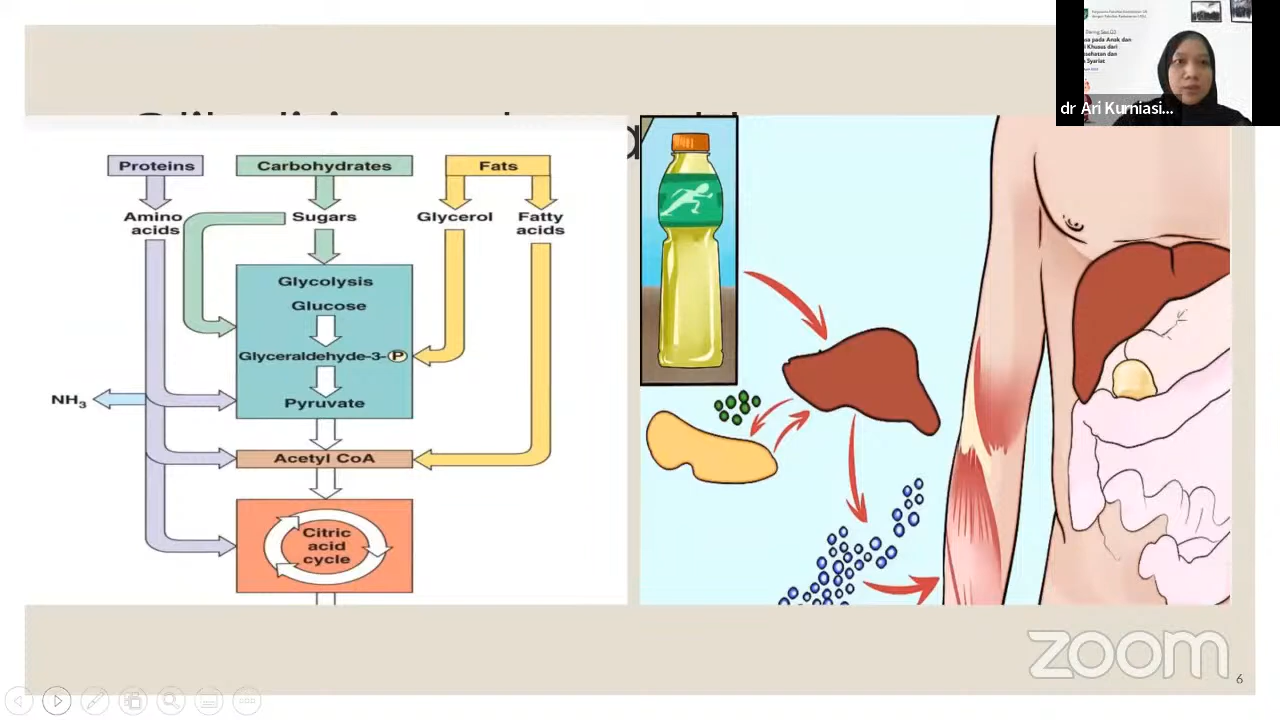 Proteins
Carbohydrates
Fats
Amino
acids
Sugars
Glycerol
Fatty
acids
Glycolysis
Glucose
Glyceraldehyde-3-P
Pyruvate
NH3
Acetyl CoA
Citric
acid
cycle
dr Ari Kurniasi...
zoom
6